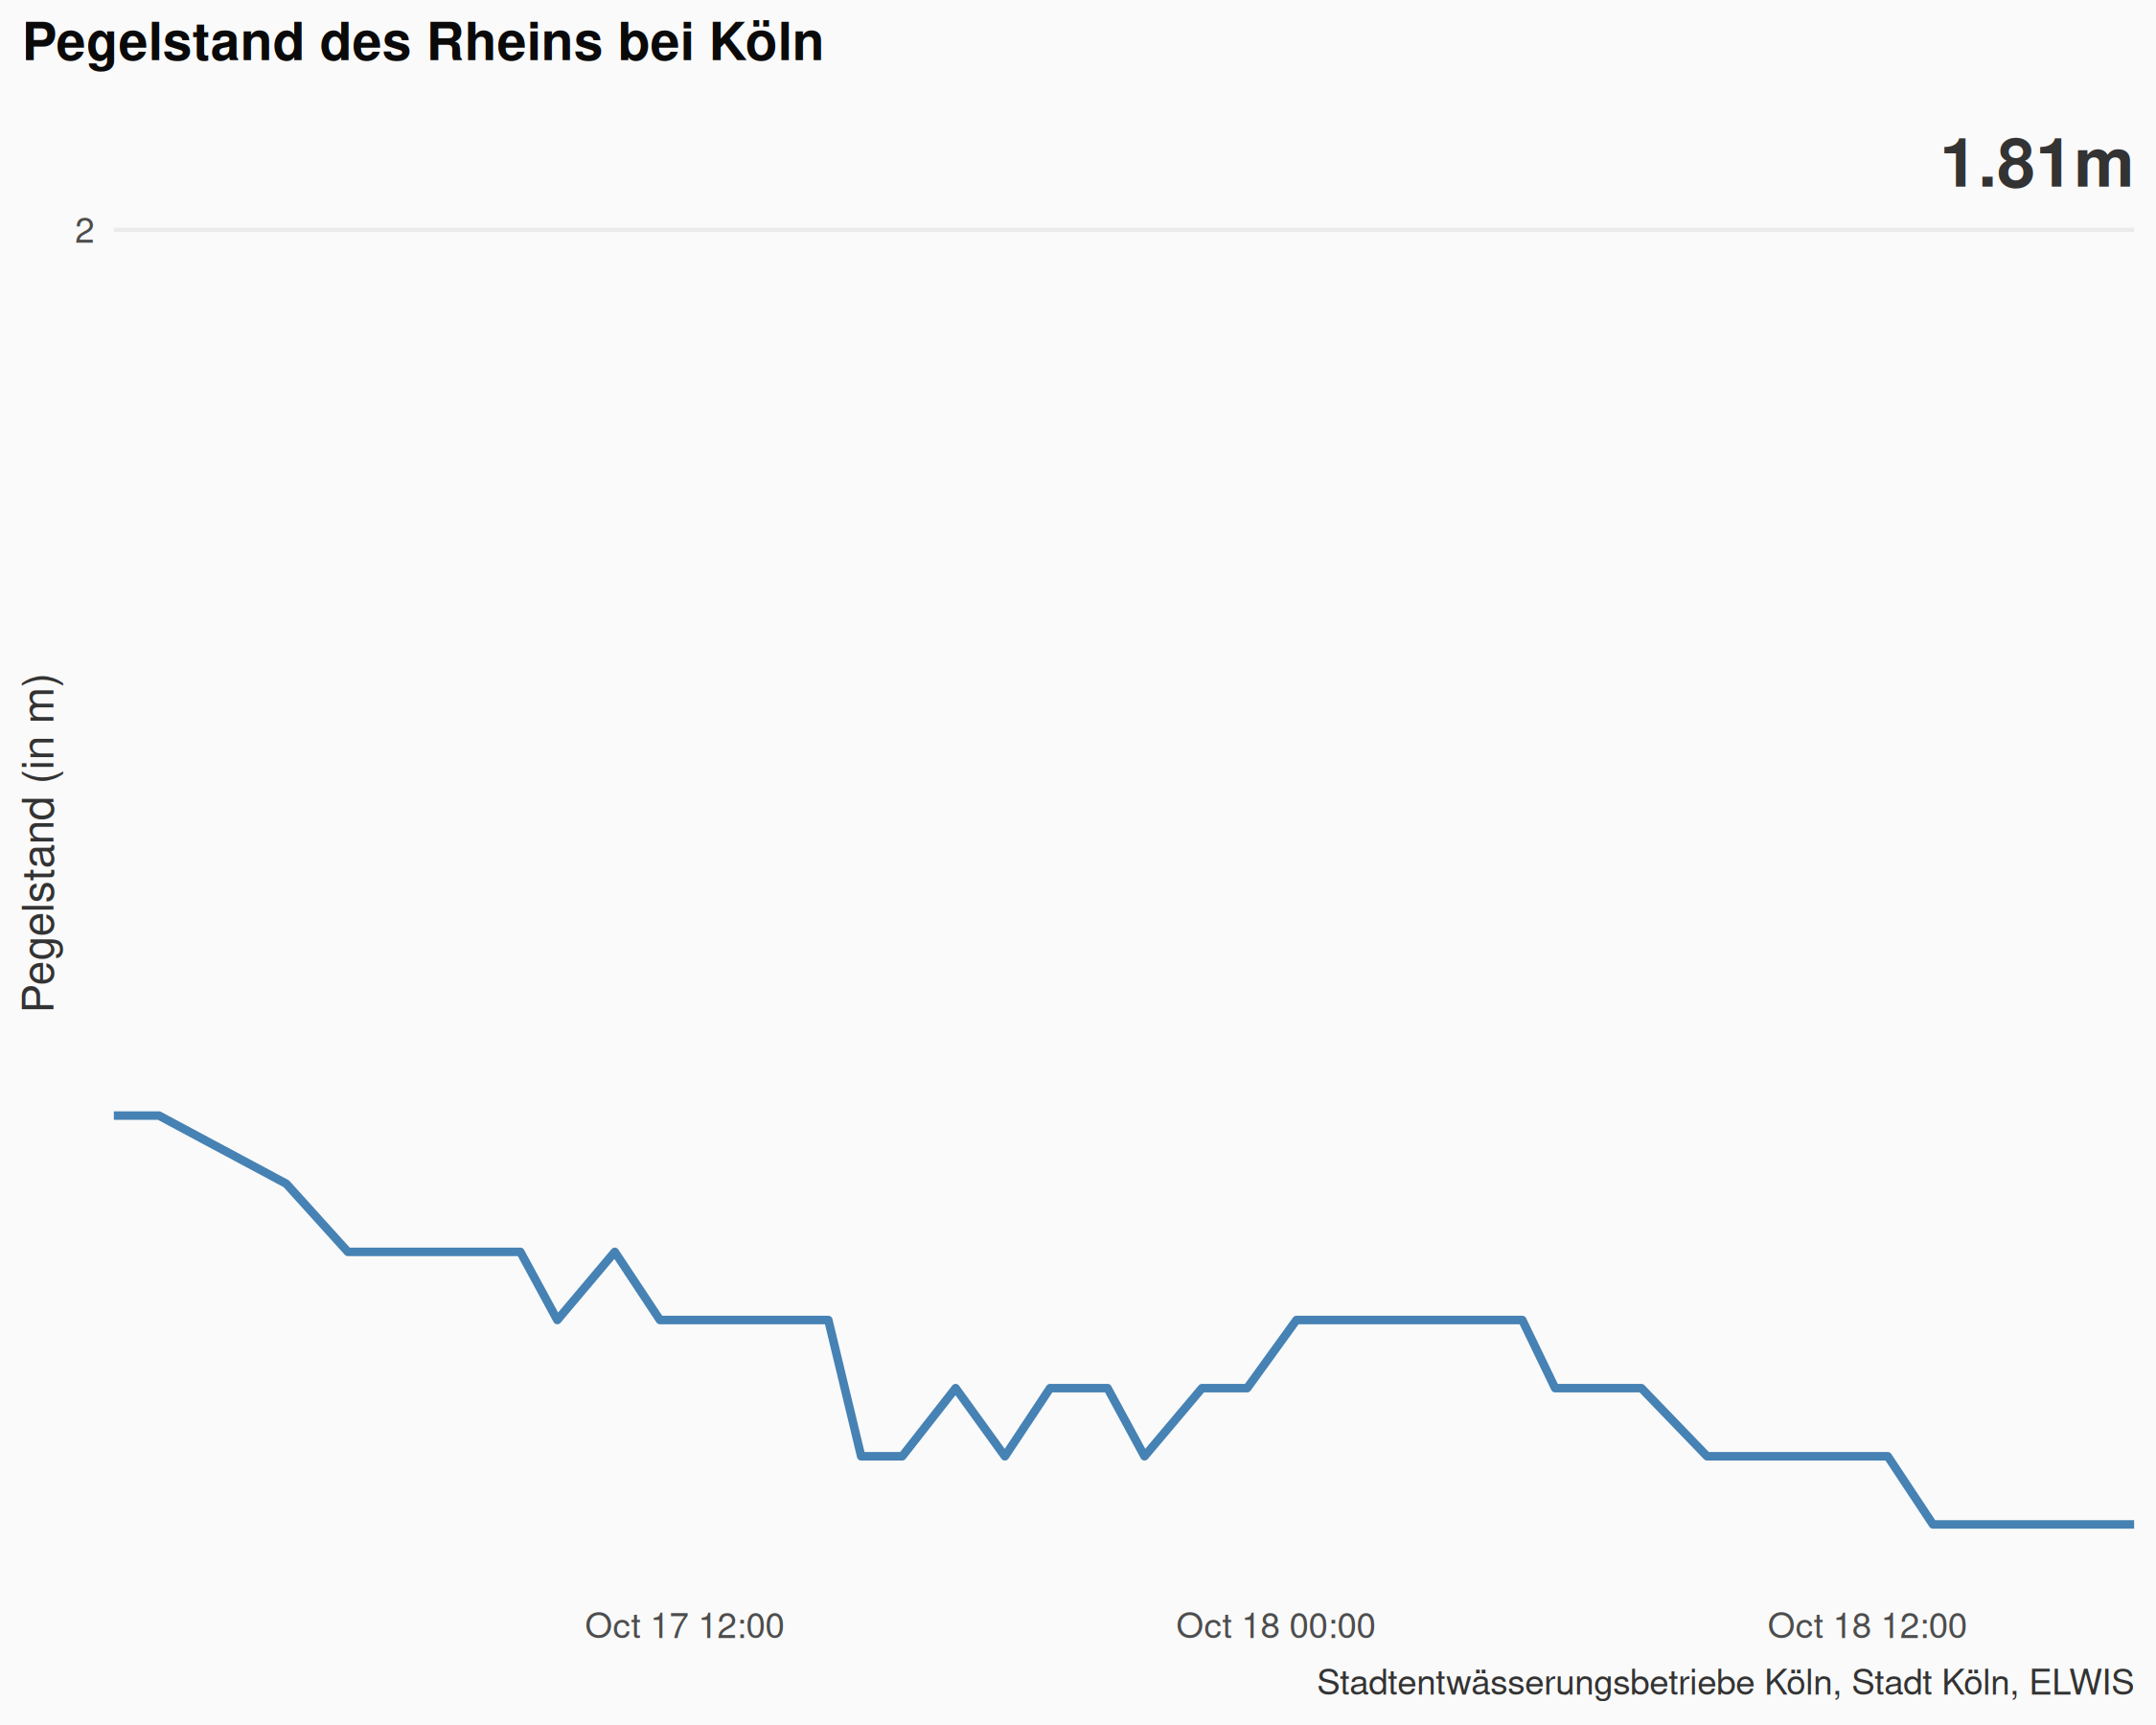 Pegelstand des Rheins bei Köln
1.81m
2
Pegelstand (in m)
Oct 17 12:00
Oct 18 00:00
Oct 18 12:00
Stadtentwässerungsbetriebe Köln, Stadt Köln, ELWIS